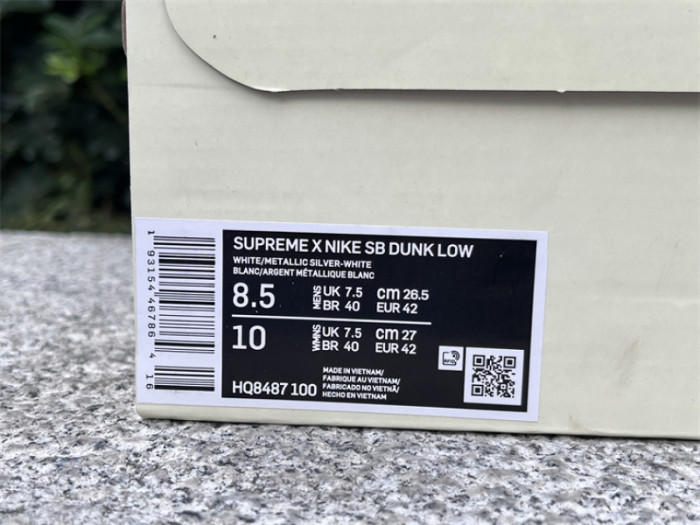 SUPREME X NIKE SB DUNK LOW
WHITE/METALLIC SILVER-WHITE
BLANC/ARGENT MÉTALLIQUE BLANC
8.5 MENS UK 7.5 cm 26.5
BR 40 EUR 42
10 WMNS UK 7.5 cm 27
BR 40 EUR 42
HQ8487 100
MADE IN VIETNAM/
FABRIQUE AU VIETNAM/
FABRICADO NO VIETNÃ/
HECHO EN VIETNAM
RFID
1 93154 46786 4 16